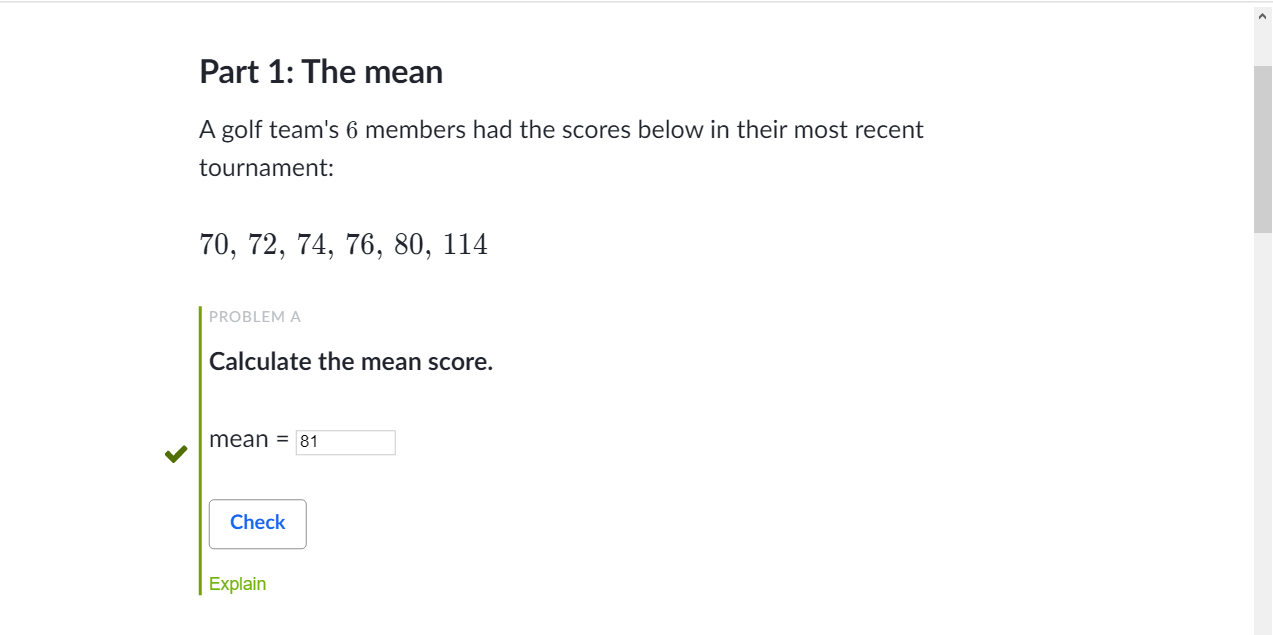 Part 1: The mean
A golf team's 6 members had the scores below in their most recent
tournament:
70, 72, 74, 76, 80, 114
PROBLEM A
Calculate the mean score.
mean = 81
Check
Explain